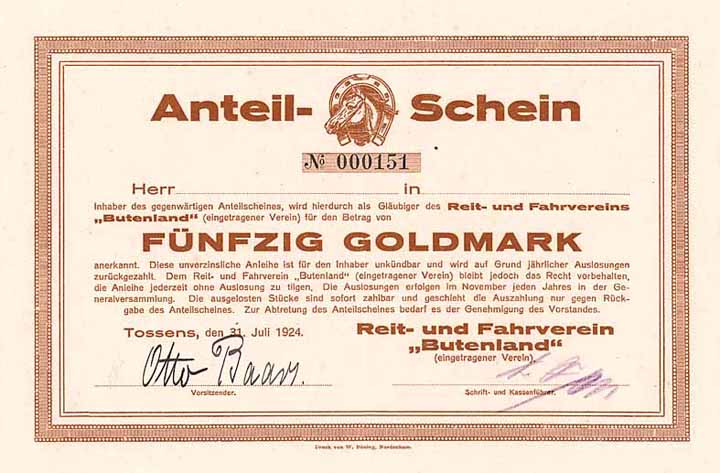 Anteil- Schein
№ 000151
Herr in
Inhaber des gegenwärtigen Anteilscheines, wird hierdurch als Gläubiger des Reit- und Fahrvereins
„Butenland“ (eingetragener Verein) für den Betrag von
FÜNFZIG GOLDMARK
anerkannt. Diese unverzinsliche Anleihe ist für den Inhaber unkündbar und wird auf Grund jährlicher Auslosungen
zurückgezahlt. Dem Reit- und Fahrverein „Butenland“ (eingetragener Verein) bleibt jedoch das Recht vorbehalten,
die Anleihe jederzeit ohne Auslosung zu tilgen, Die Auslosungen erfolgen im November jeden Jahres in der Ge-
neralversammlung. Die ausgelosten Stücke sind sofort zahlbar und geschieht die Auszahlung nur gegen Rück-
gabe des Anteilscheines. Zur Abtretung des Anteilscheines bedarf es der Genehmigung des Vorstandes.
Tossens, den 31. Juli 1924.
Reit- und Fahrverein
„Butenland“
(eingetragener Verein).
Otto Baars.
Vorsitzender.
Schrift- und Kassenführer.
Druck von W. Böning, Nordenham.